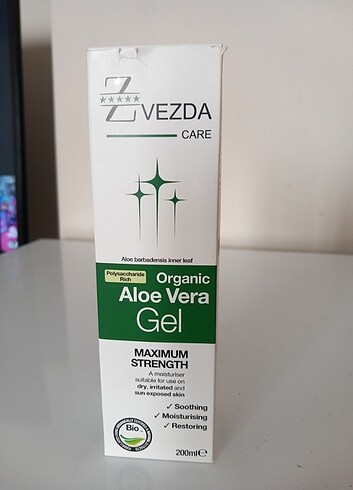 ZVEZDA
CARE
Aloe barbadensis inner leaf
Polysaccharide
Rich
Organic
Aloe Vera
Gel
MAXIMUM
STRENGTH
A moisturiser
suitable for use on
dry, irritated and
sun exposed skin
✓ Soothing
✓ Moisturising
✓ Restoring
Bio
200ml℮